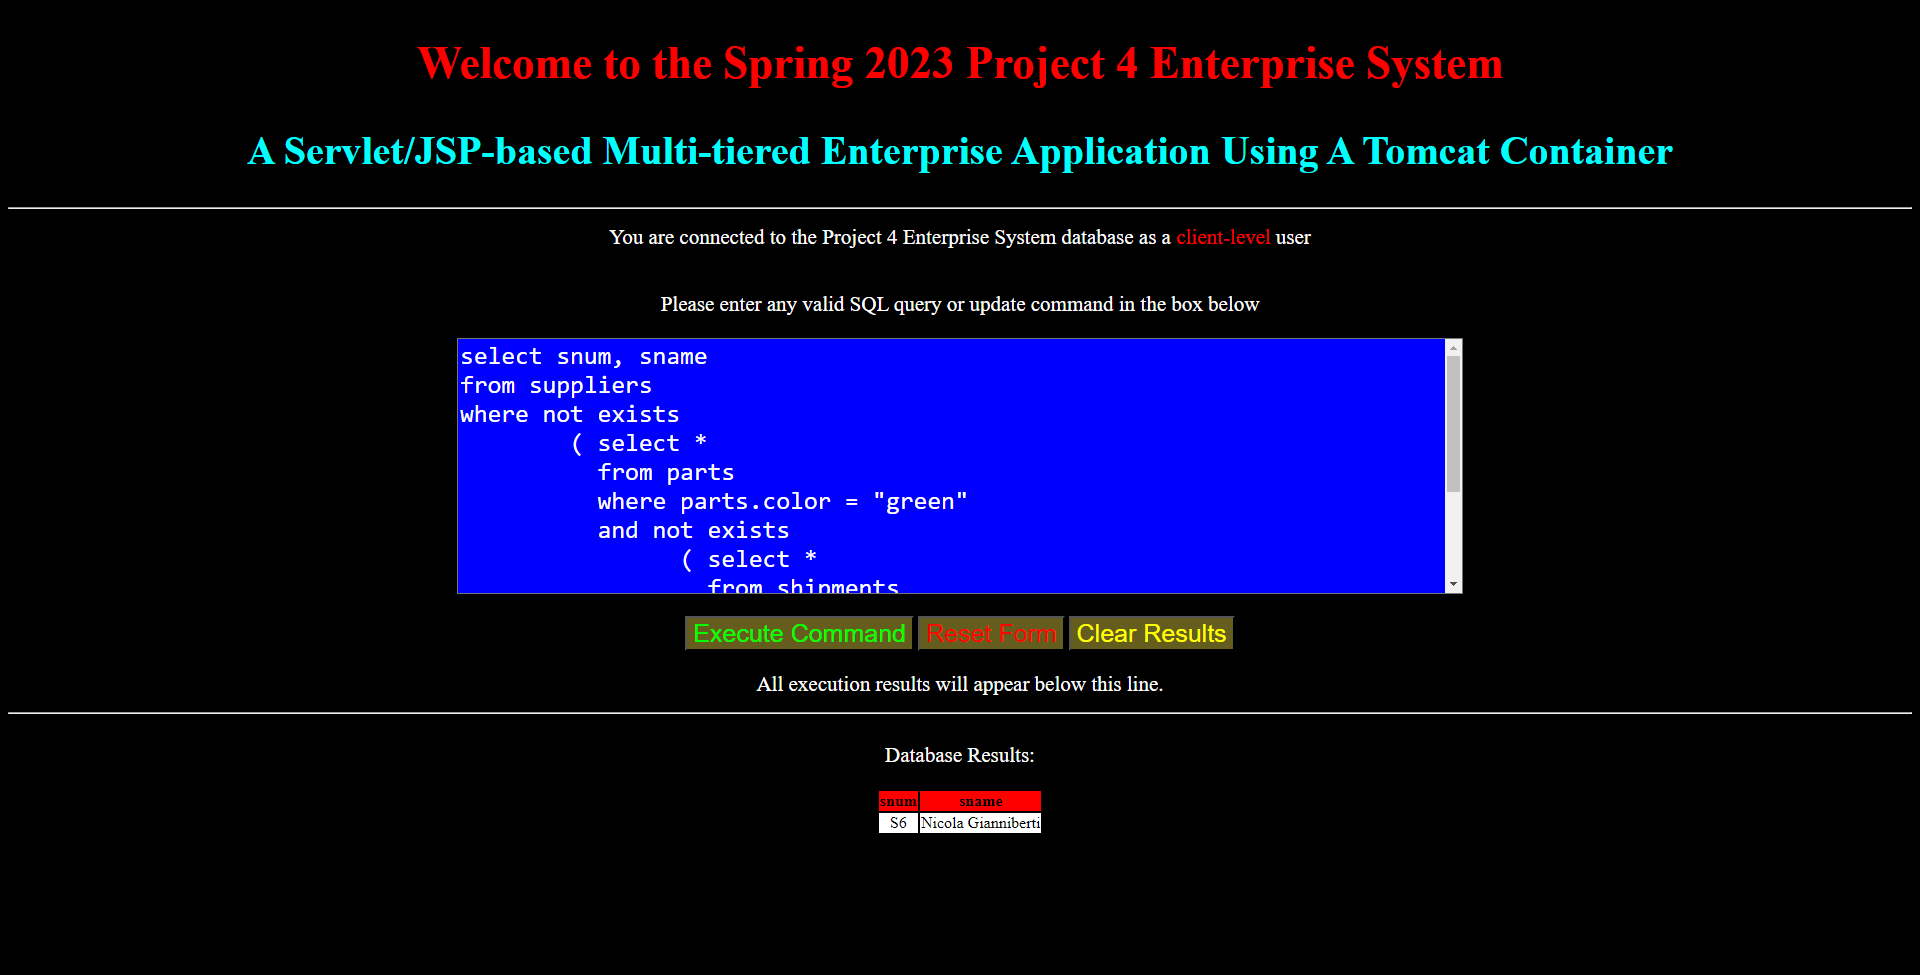 Welcome to the Spring 2023 Project 4 Enterprise System
A Servlet/JSP-based Multi-tiered Enterprise Application Using A Tomcat Container
You are connected to the Project 4 Enterprise System database as a client-level user
Please enter any valid SQL query or update command in the box below
select snum, sname
from suppliers
where not exists
( select *
from parts
where parts.color = "green"
and not exists
( select *
from shipments
Execute Command Reset Form Clear Results
All execution results will appear below this line.
Database Results:
snum sname
S6 Nicola Gianniberti